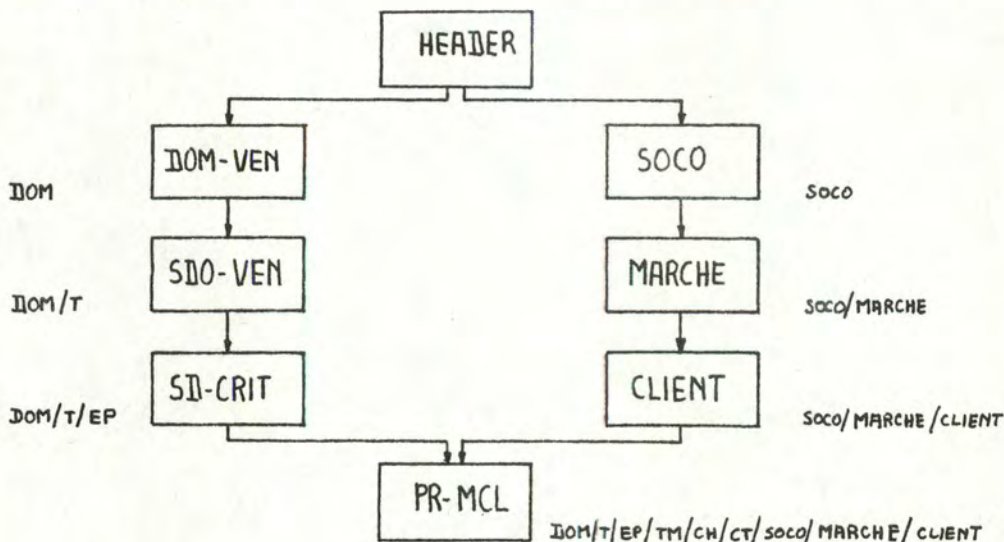 HEADER
DOM-VEN SOCO
DOM SOCO
SDO-VEN MARCHE
DOM/T SOCO/MARCHE
SD-CRIT CLIENT
DOM/T/EP SOCO/MARCHE/CLIENT
PR-MCL
DOM/T/EP/TM/CH/CT/SOCO/MARCHE/CLIENT